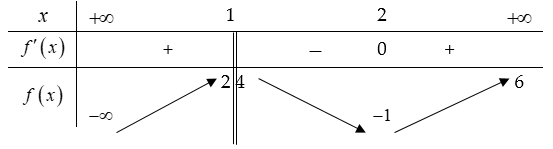 x +∞ 1 2 +∞
f′(x) + − 0 +
f(x) −∞ 2 4 −1 6